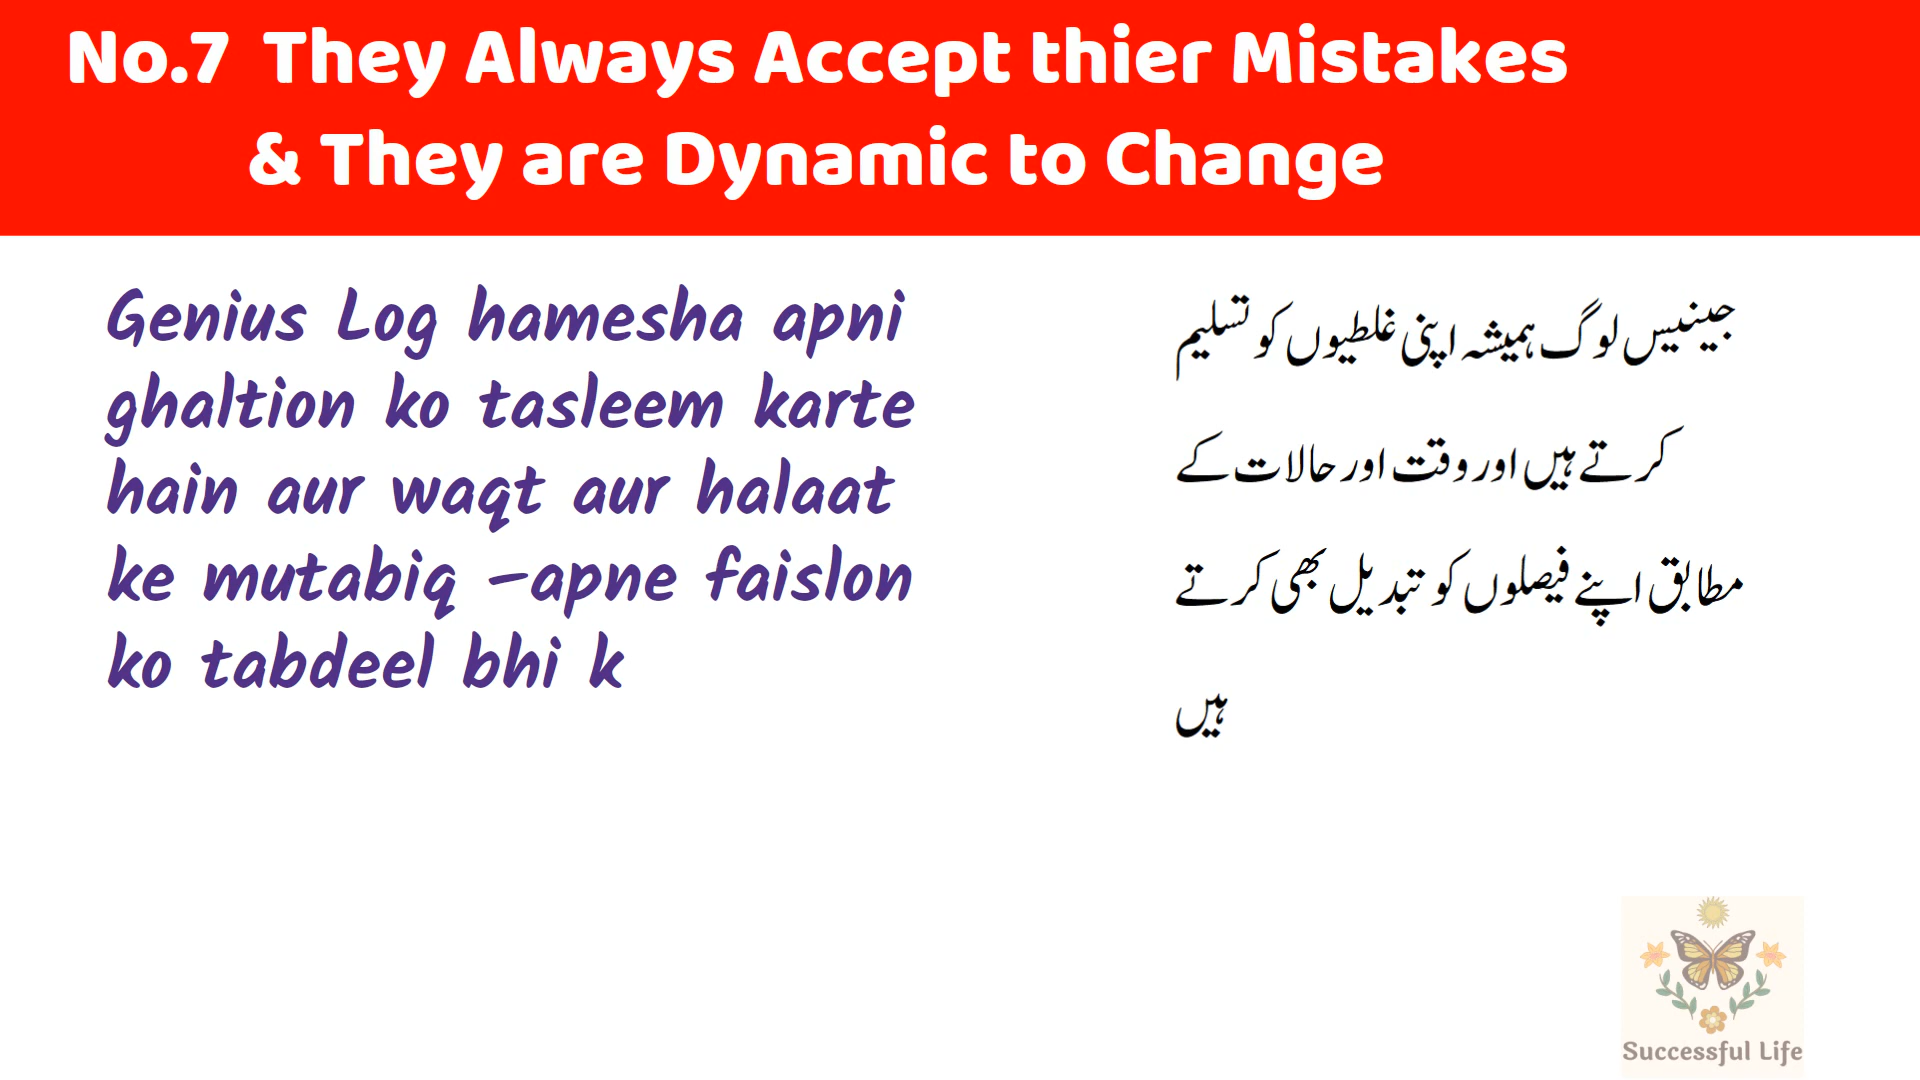 No.7 They Always Accept thier Mistakes
& They are Dynamic to Change
Genius Log hamesha apni
ghaltion ko tasleem karte
hain aur waqt aur halaat
ke mutabiq –apne faislon
ko tabdeel bhi k
جینیس لوگ ہمیشہ اپنی غلطیوں کو تسلیم
کرتے ہیں اور وقت اور حالات کے
مطابق اپنے فیصلوں کو تبدیل بھی کرتے
ہیں
Successful Life